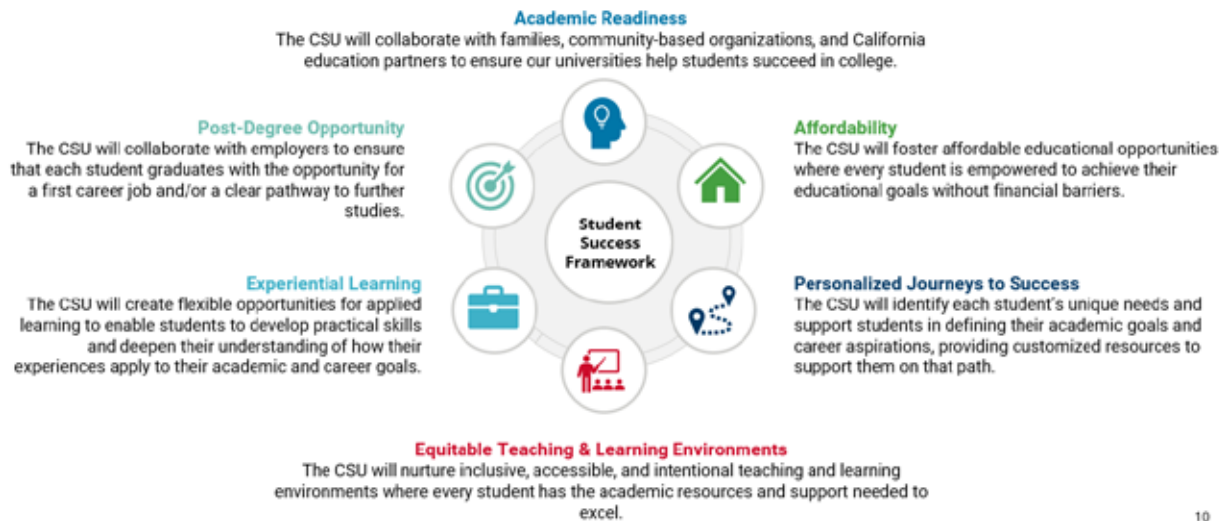 Academic Readiness
The CSU will collaborate with families, community-based organizations, and California
education partners to ensure our universities help students succeed in college.
Post-Degree Opportunity
The CSU will collaborate with employers to ensure
that each student graduates with the opportunity for
a first career job and/or a clear pathway to further
studies.
Affordability
The CSU will foster affordable educational opportunities
where every student is empowered to achieve their
educational goals without financial barriers.
Student
Success
Framework
Experiential Learning
The CSU will create flexible opportunities for applied
learning to enable students to develop practical skills
and deepen their understanding of how their
experiences apply to their academic and career goals.
Personalized Journeys to Success
The CSU will identify each student's unique needs and
support students in defining their academic goals and
career aspirations, providing customized resources to
support them on that path.
Equitable Teaching & Learning Environments
The CSU will nurture inclusive, accessible, and intentional teaching and learning
environments where every student has the academic resources and support needed to
excel.
10